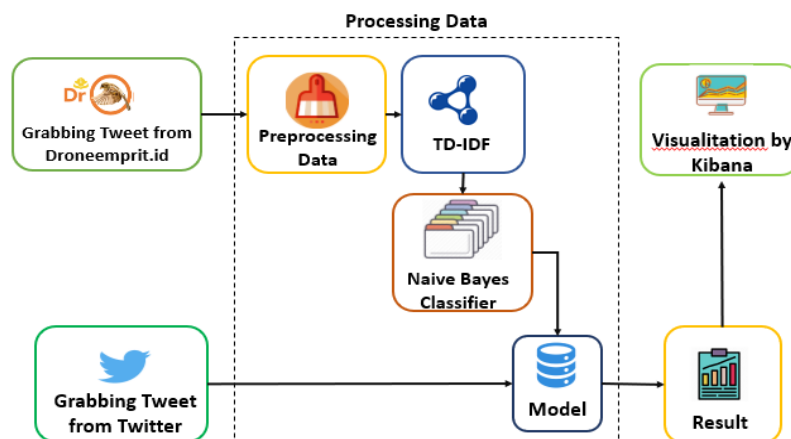 Processing Data
Dr
Grabbing Tweet from
Droneemprit.id
Preprocessing
Data
TD-IDF
Visualitation by
Kibana
Naive Bayes
Classifier
Grabbing Tweet
from Twitter
Model
Result